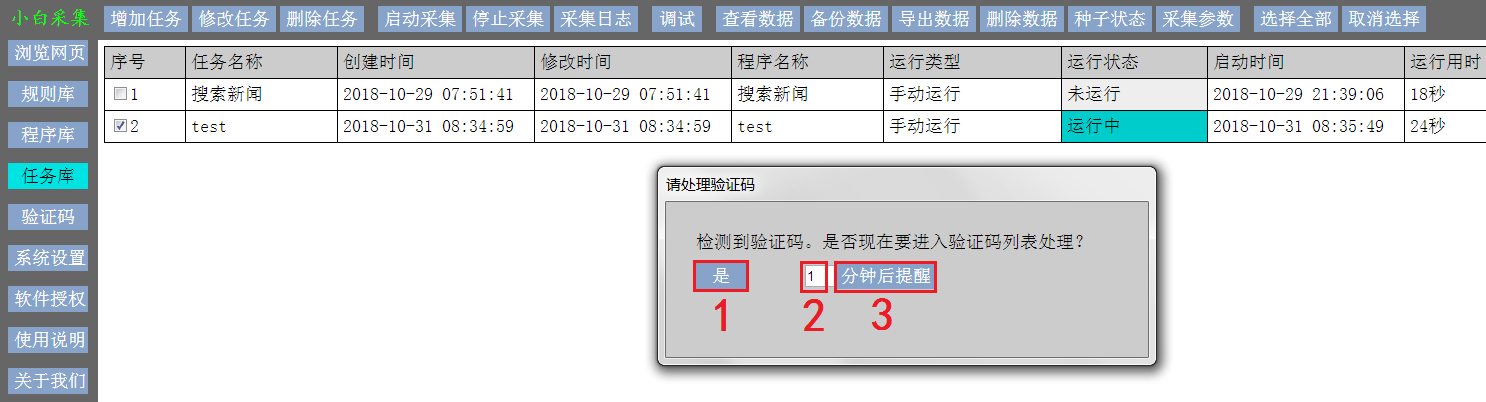 小白采集 增加任务 修改任务 删除任务 启动采集 停止采集 采集日志 调试 查看数据 备份数据 导出数据 删除数据 种子状态 采集参数 选择全部 取消选择
浏览网页
规则库
程序库
任务库
验证码
系统设置
软件授权
使用说明
关于我们
序号 任务名称 创建时间 修改时间 程序名称 运行类型 运行状态 启动时间 运行用时
1 搜索新闻 2018-10-29 07:51:41 2018-10-29 07:51:41 搜索新闻 手动运行 未运行 2018-10-29 21:39:06 18秒
2 test 2018-10-31 08:34:59 2018-10-31 08:34:59 test 手动运行 运行中 2018-10-31 08:35:49 24秒
请处理验证码
检测到验证码。是否现在要进入验证码列表处理?
是 1 分钟后提醒
1 2 3